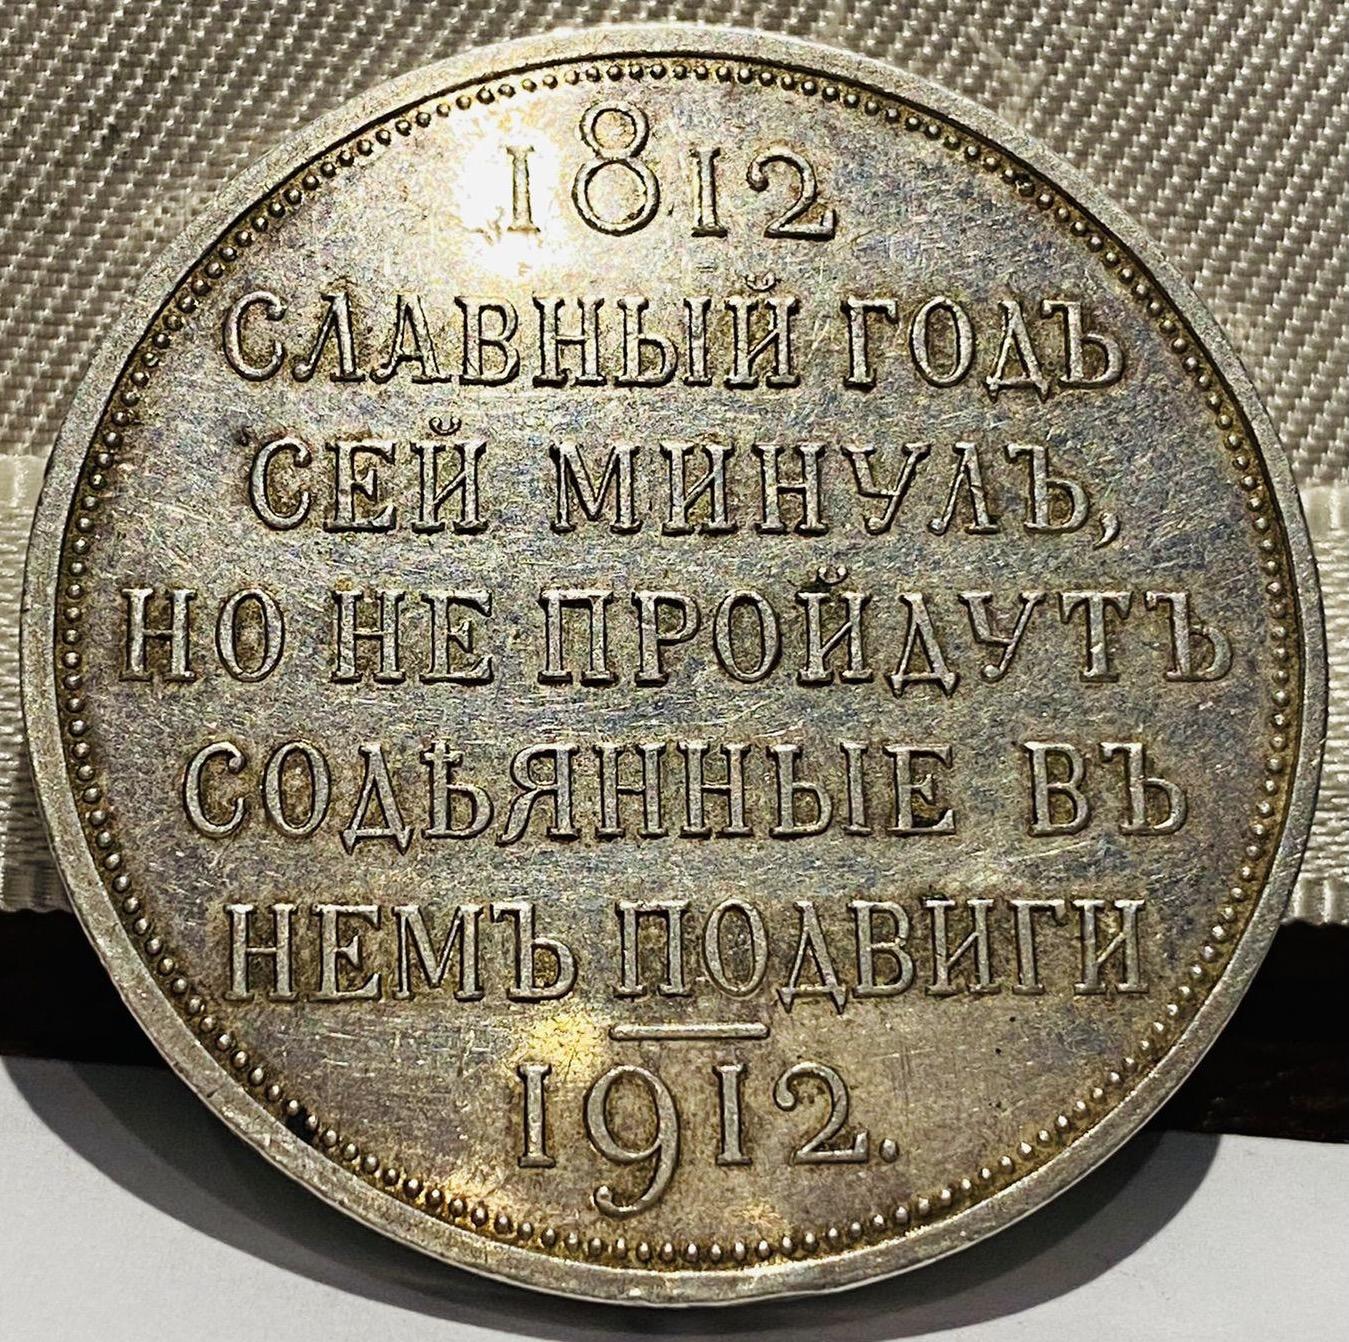 1812
СЛАВНЫЙ ГОДЪ
СЕЙ МИНУЛЪ,
НО НЕ ПРОЙДУТЪ
СОДѢЯННЫЕ ВЪ
НЕМЪ ПОДВИГИ
1912.